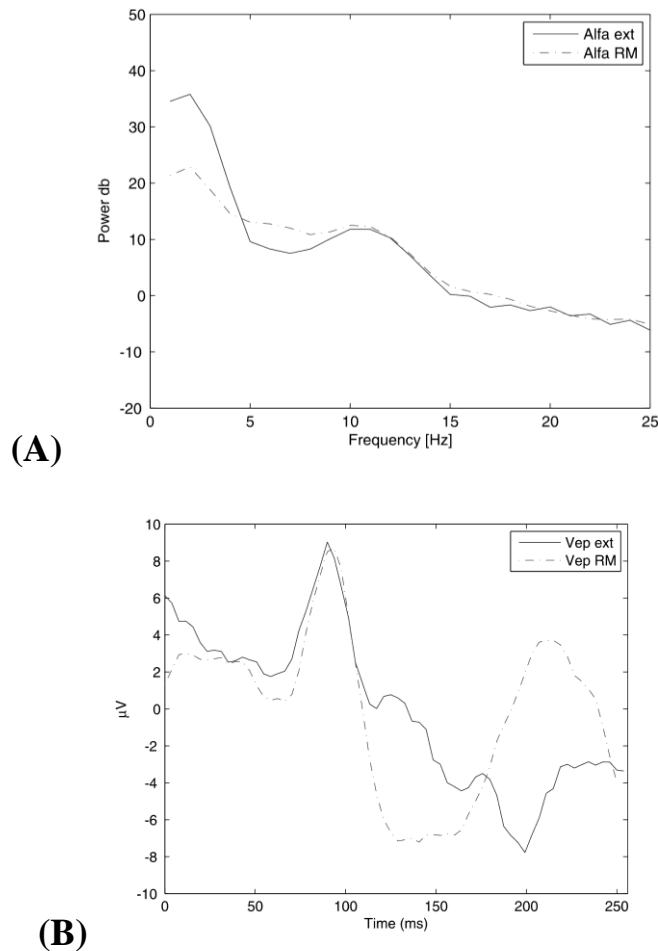 50
40
30
20
10
0
-10
-20
Power db
Alfa ext
Alfa RM
0 5 10 15 20 25
Frequency [Hz]
(A)
10
8
6
4
2
0
-2
-4
-6
-8
-10
μV
Vep ext
Vep RM
0 50 100 150 200 250
Time (ms)
(B)